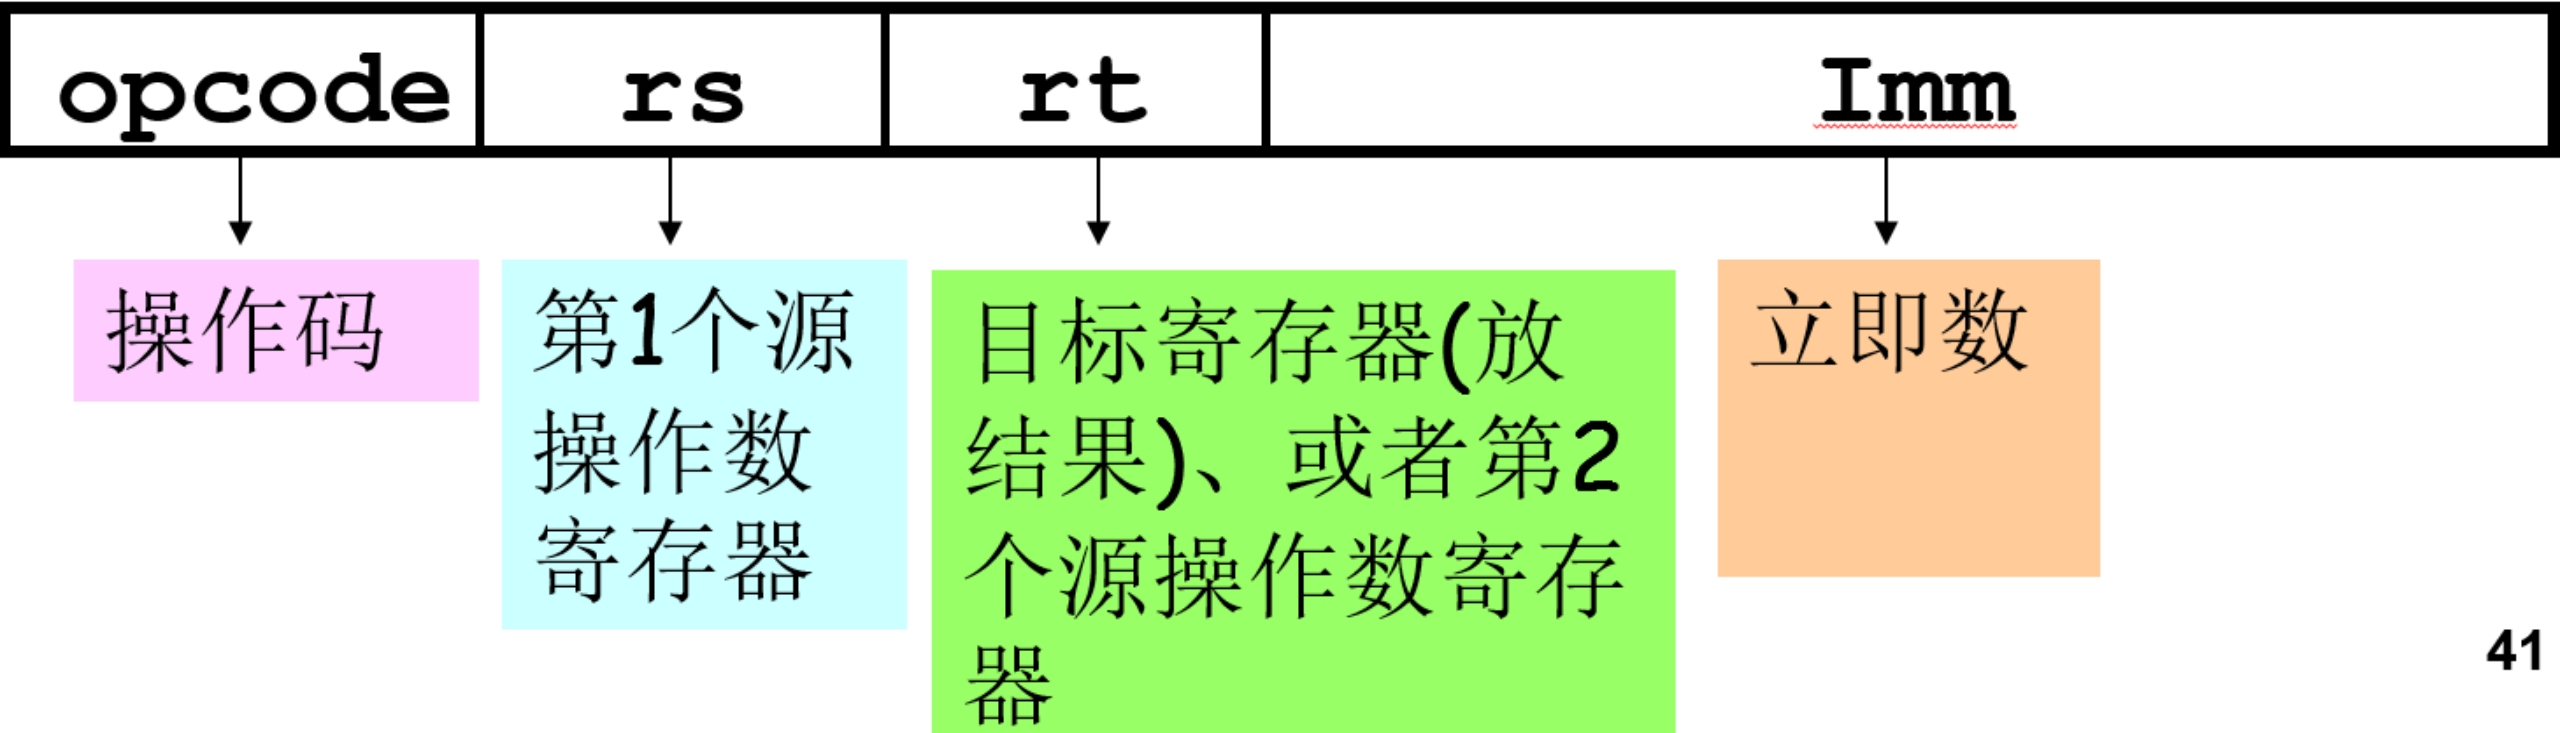 opcode rs rt Imm
操作码
第1个源
操作数
寄存器
目标寄存器(放
结果)、或者第2
个源操作数寄存
器
立即数
41